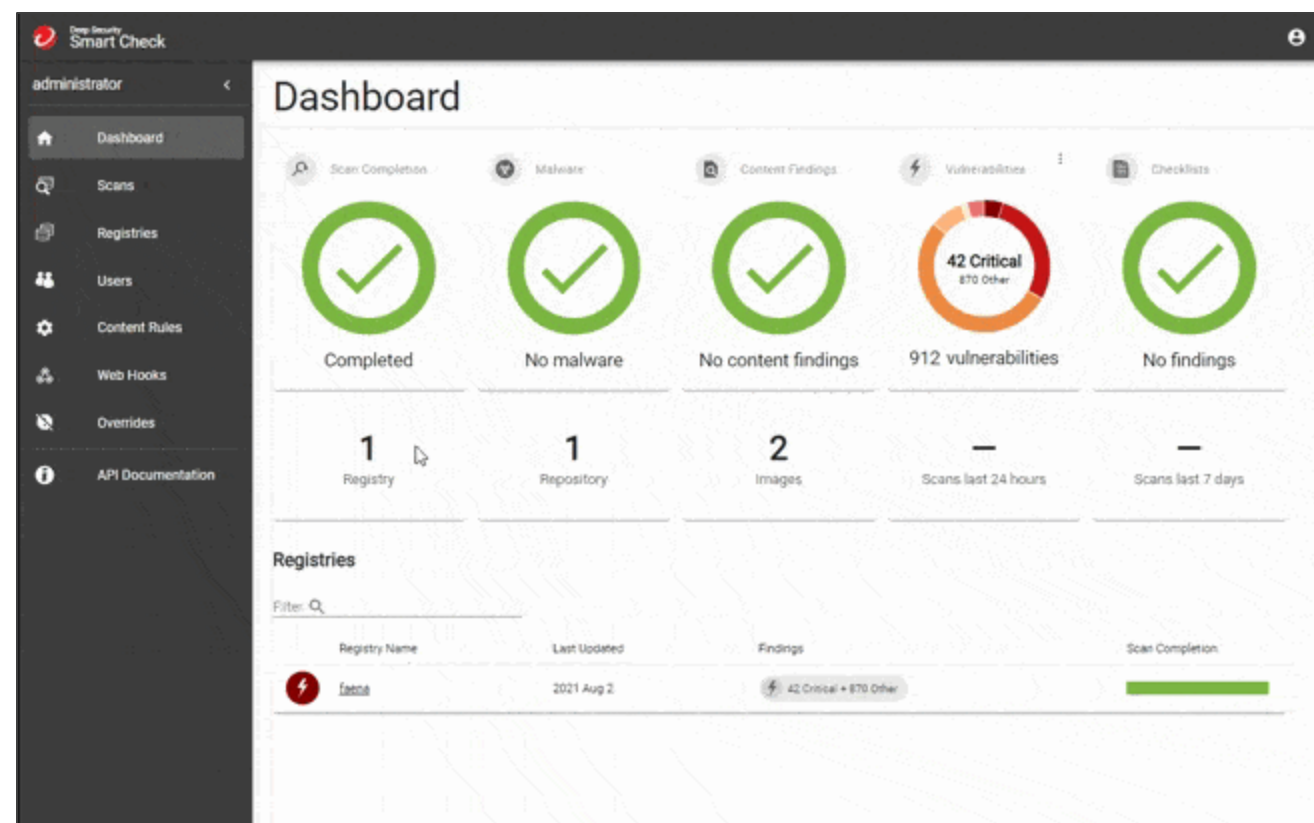 Deep Security
Smart Check
administrator
Dashboard
Scans
Registries
Users
Content Rules
Web Hooks
Overrides
API Documentation
Dashboard
Scan Completion
Malware
Content Findings
Vulnerabilities
Checklists
42 Critical
870 Other
Completed
No malware
No content findings
912 vulnerabilities
No findings
1
1
2
–
–
Registry
Repository
Images
Scans last 24 hours
Scans last 7 days
Registries
Filter
Registry Name Last Updated Findings Scan Completion
faena 2021 Aug 2 42 Critical + 870 Other